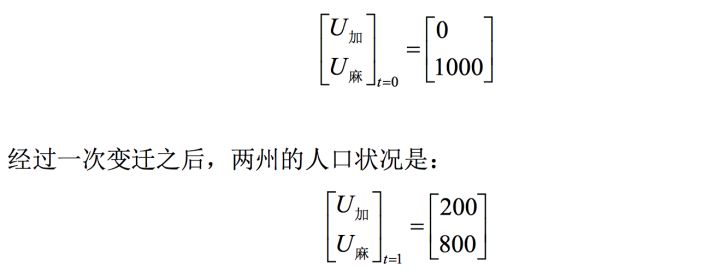 [U加 U麻]t=0 = [0 1000]
经过一次变迁之后，两州的人口状况是：
[U加 U麻]t=1 = [200 800]